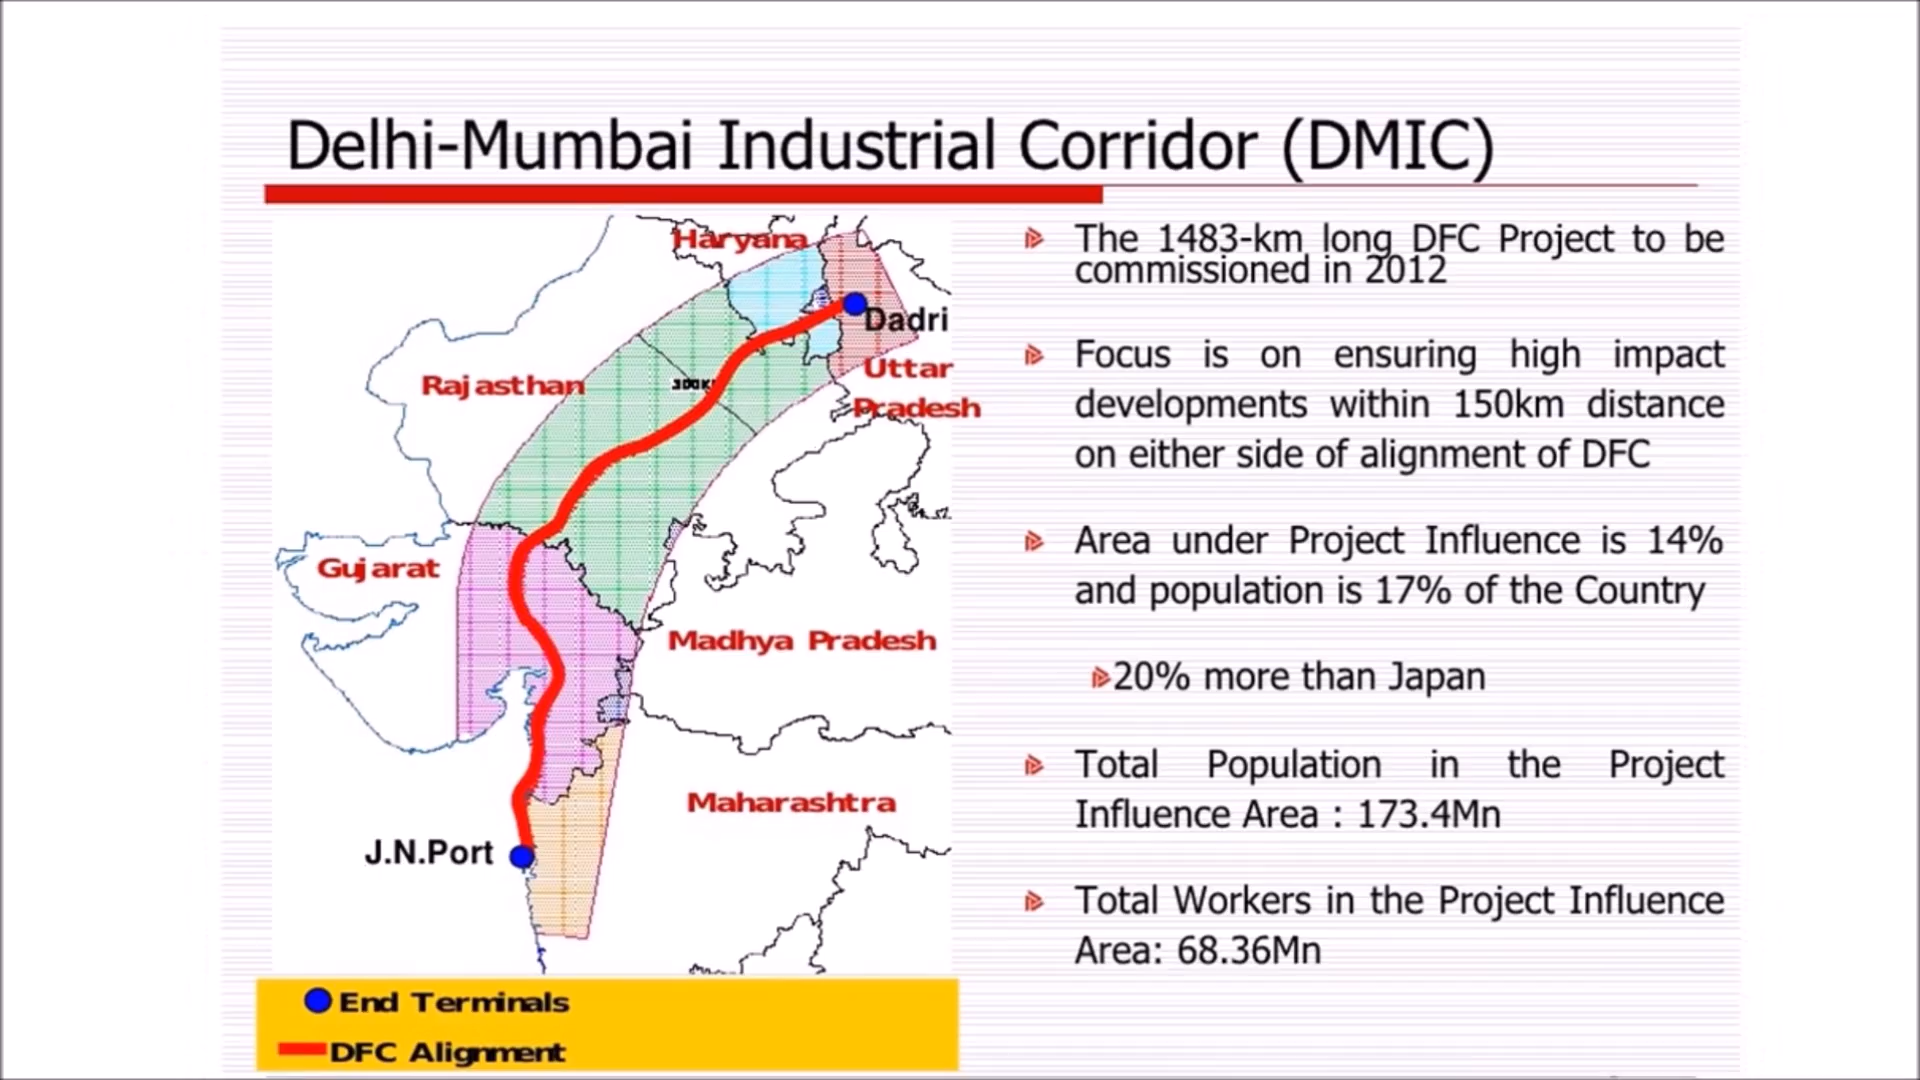 Delhi-Mumbai Industrial Corridor (DMIC)
Haryana
Dadri
Uttar
Pradesh
Rajasthan
300K
Gujarat
Madhya Pradesh
Maharashtra
J.N.Port
End Terminals
DFC Alignment
The 1483-km long DFC Project to be
commissioned in 2012
Focus is on ensuring high impact
developments within 150km distance
on either side of alignment of DFC
Area under Project Influence is 14%
and population is 17% of the Country
20% more than Japan
Total Population in the Project
Influence Area : 173.4Mn
Total Workers in the Project Influence
Area: 68.36Mn